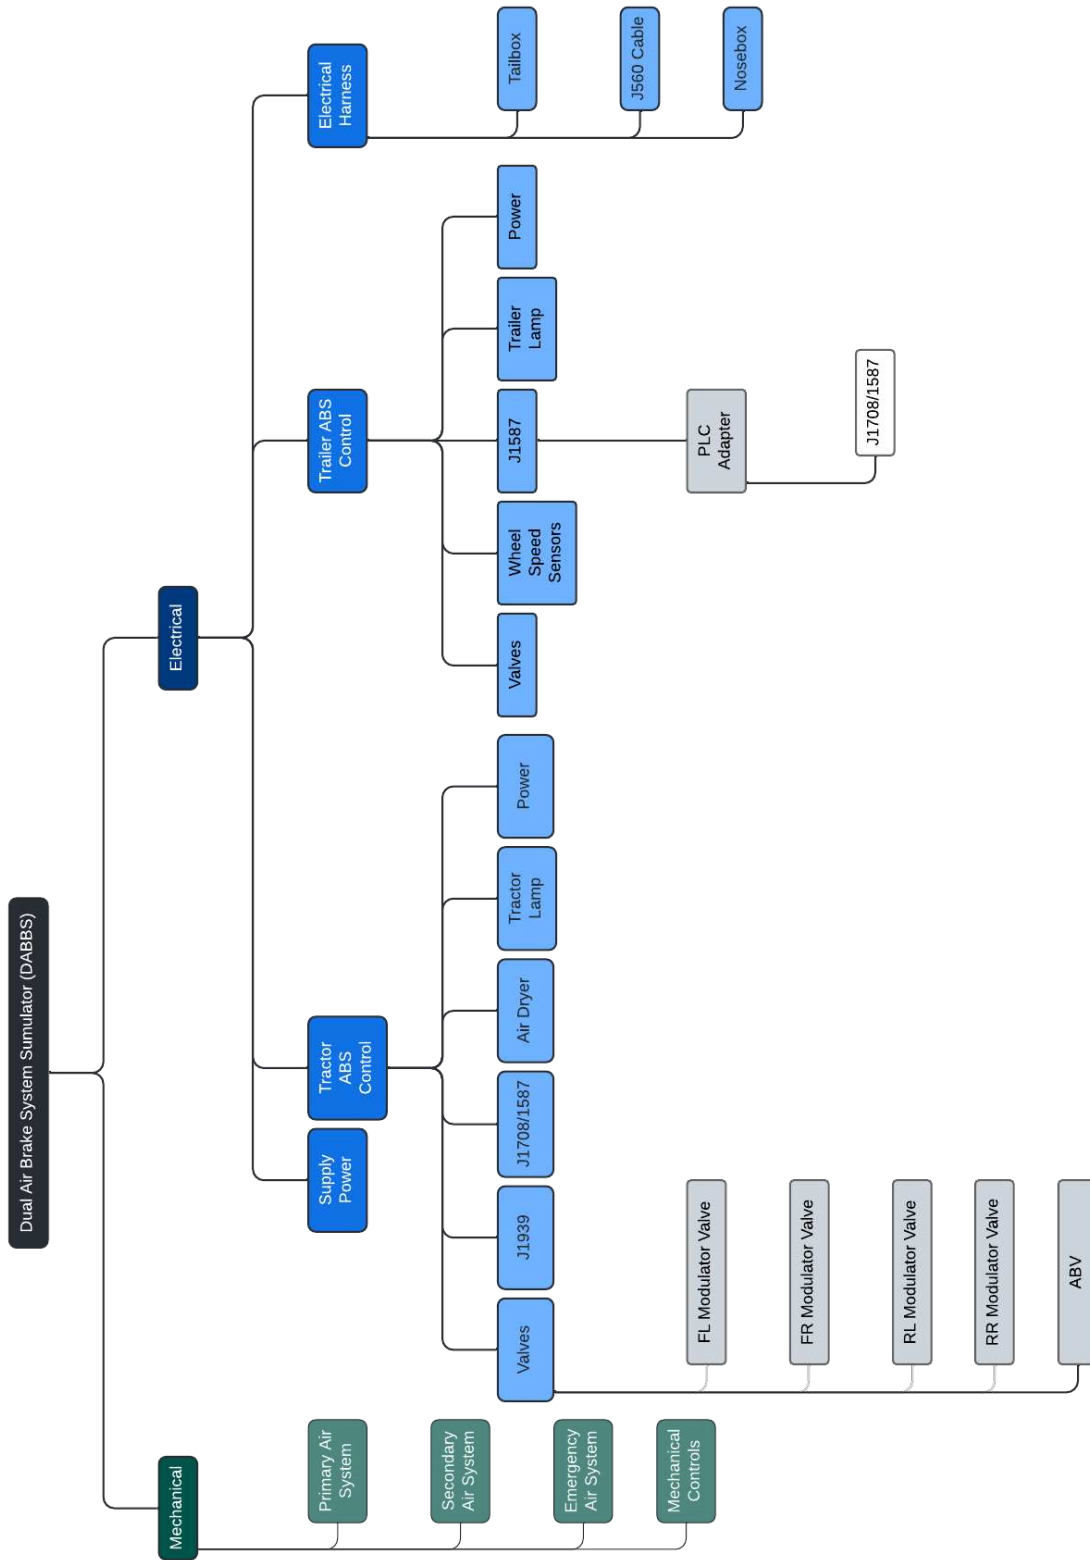 Dual Air Brake System Sumulator (DABBS)
Mechanical
Electrical
Primary Air
System
Secondary
Air System
Emergency
Air System
Mechanical
Controls
Supply
Power
Tractor
ABS
Control
Trailer ABS
Control
Electrical
Harness
Valves
J1939
J1708/1587
Air Dryer
Tractor
Lamp
Power
Valves
Wheel
Speed
Sensors
J1587
Trailer
Lamp
Power
Tailbox
J560 Cable
Nosebox
FL Modulator Valve
FR Modulator Valve
RL Modulator Valve
RR Modulator Valve
ABV
PLC
Adapter
J1708/1587